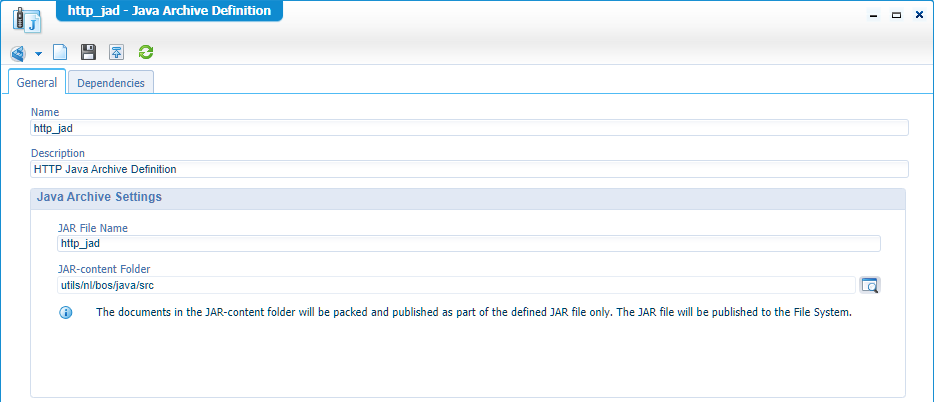 http_jad - Java Archive Definition
General
Dependencies
Name
http_jad
Description
HTTP Java Archive Definition
Java Archive Settings
JAR File Name
http_jad
JAR-content Folder
utils/nl/bos/java/src
The documents in the JAR-content folder will be packed and published as part of the defined JAR file only. The JAR file will be published to the File System.